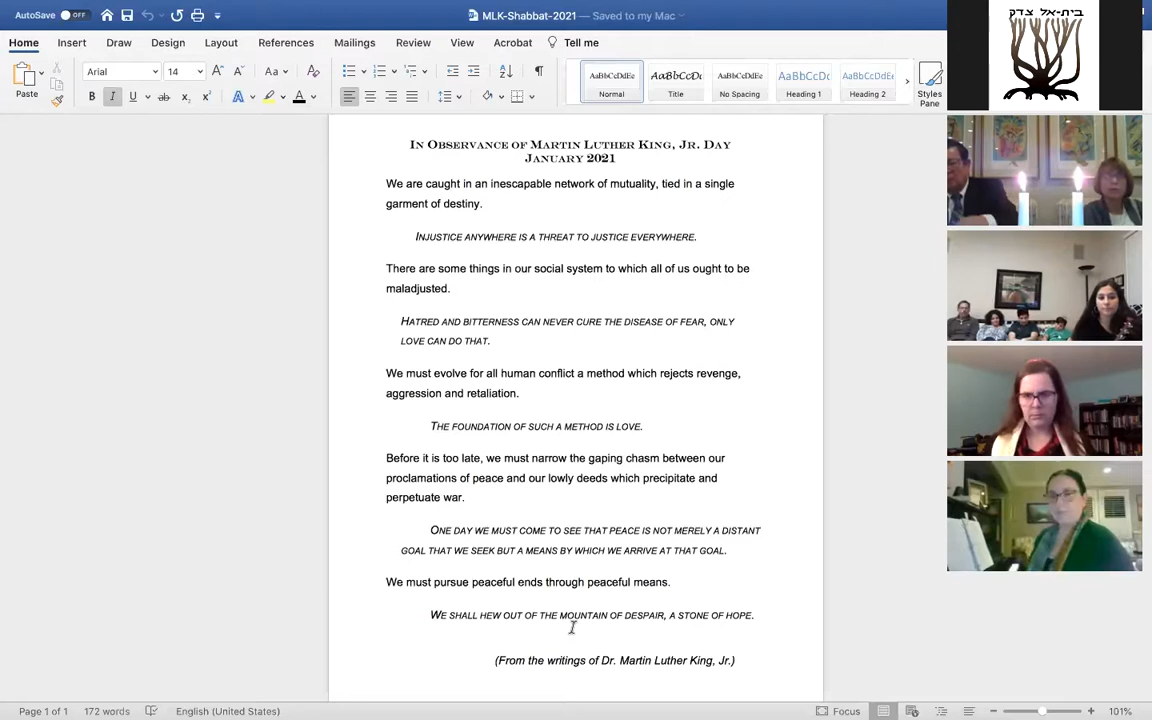 AutoSave OFF
MLK-Shabbat-2021 — Saved to my Mac
Home Insert Draw Design Layout References Mailings Review View Acrobat Tell me
Paste
Arial 14 Aa
B I U ab x₂ x² A A
AaBbCcDdEe AaBbCcDc AaBbCcDdEe AaBbCcDc AaBbCcDdEe
Normal Title No Spacing Heading 1 Heading 2
Styles Pane
בית-אל צדק
In Observance of Martin Luther King, Jr. Day
January 2021
We are caught in an inescapable network of mutuality, tied in a single
garment of destiny.
Injustice anywhere is a threat to justice everywhere.
There are some things in our social system to which all of us ought to be
maladjusted.
Hatred and bitterness can never cure the disease of fear, only
love can do that.
We must evolve for all human conflict a method which rejects revenge,
aggression and retaliation.
The foundation of such a method is love.
Before it is too late, we must narrow the gaping chasm between our
proclamations of peace and our lowly deeds which precipitate and
perpetuate war.
One day we must come to see that peace is not merely a distant
goal that we seek but a means by which we arrive at that goal.
We must pursue peaceful ends through peaceful means.
We shall hew out of the mountain of despair, a stone of hope.
(From the writings of Dr. Martin Luther King, Jr.)
Page 1 of 1 172 words English (United States) Focus 101%